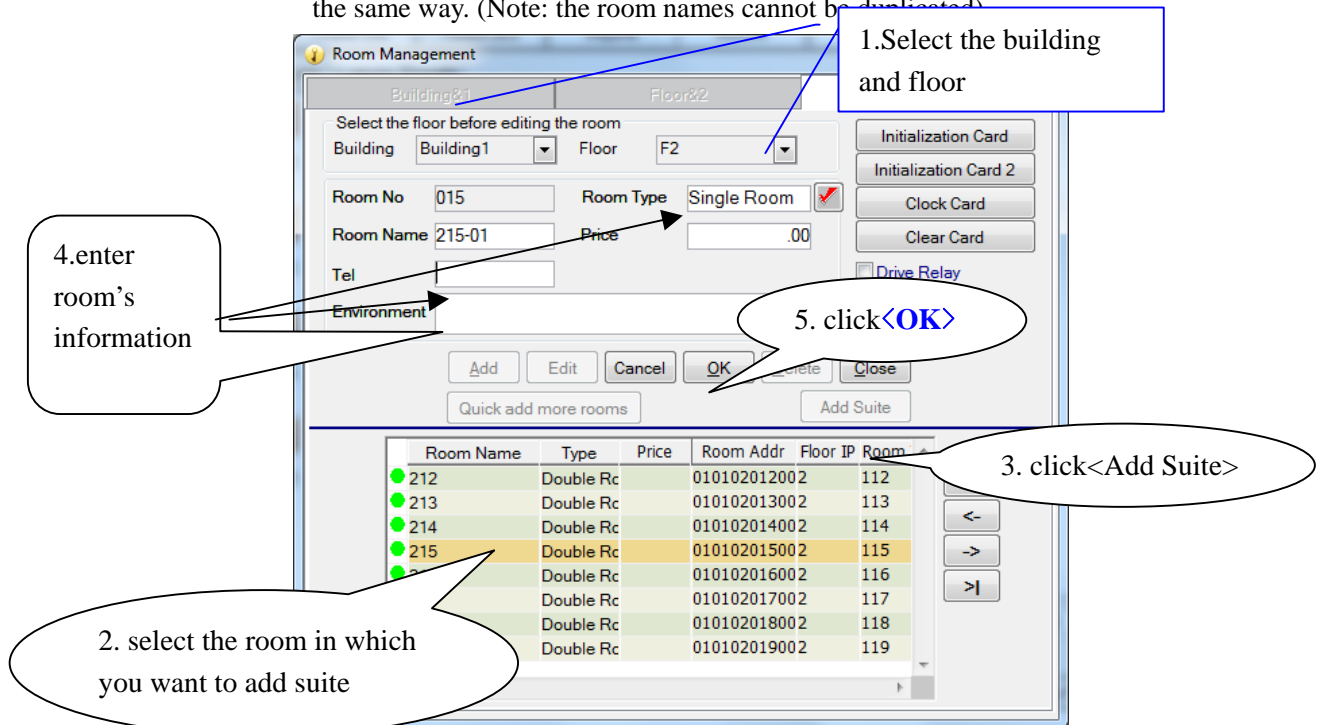 the same way. (Note: the room names cannot be duplicated)
1.Select the building
and floor
Room Management
Building&1 Floor&2
Select the floor before editing the room
Building Building1 Floor F2
Initialization Card
Initialization Card 2
Room No 015 Room Type Single Room
Clock Card
Room Name 215-01 Price .00
Clear Card
Tel
Drive Relay
Environment
4.enter
room's
information
5. click<OK>
Add Edit Cancel OK Close
Quick add more rooms Add Suite
3. click<Add Suite>
Room Name Type Price Room Addr Floor IP Room
212 Double Rc 010102012002 112
213 Double Rc 010102013002 113
<-
214 Double Rc 010102014002 114
215 Double Rc 010102015002 115
->
Double Rc 010102016002 116
>|
Double Rc 010102017002 117
Double Rc 010102018002 118
Double Rc 010102019002 119
2. select the room in which
you want to add suite